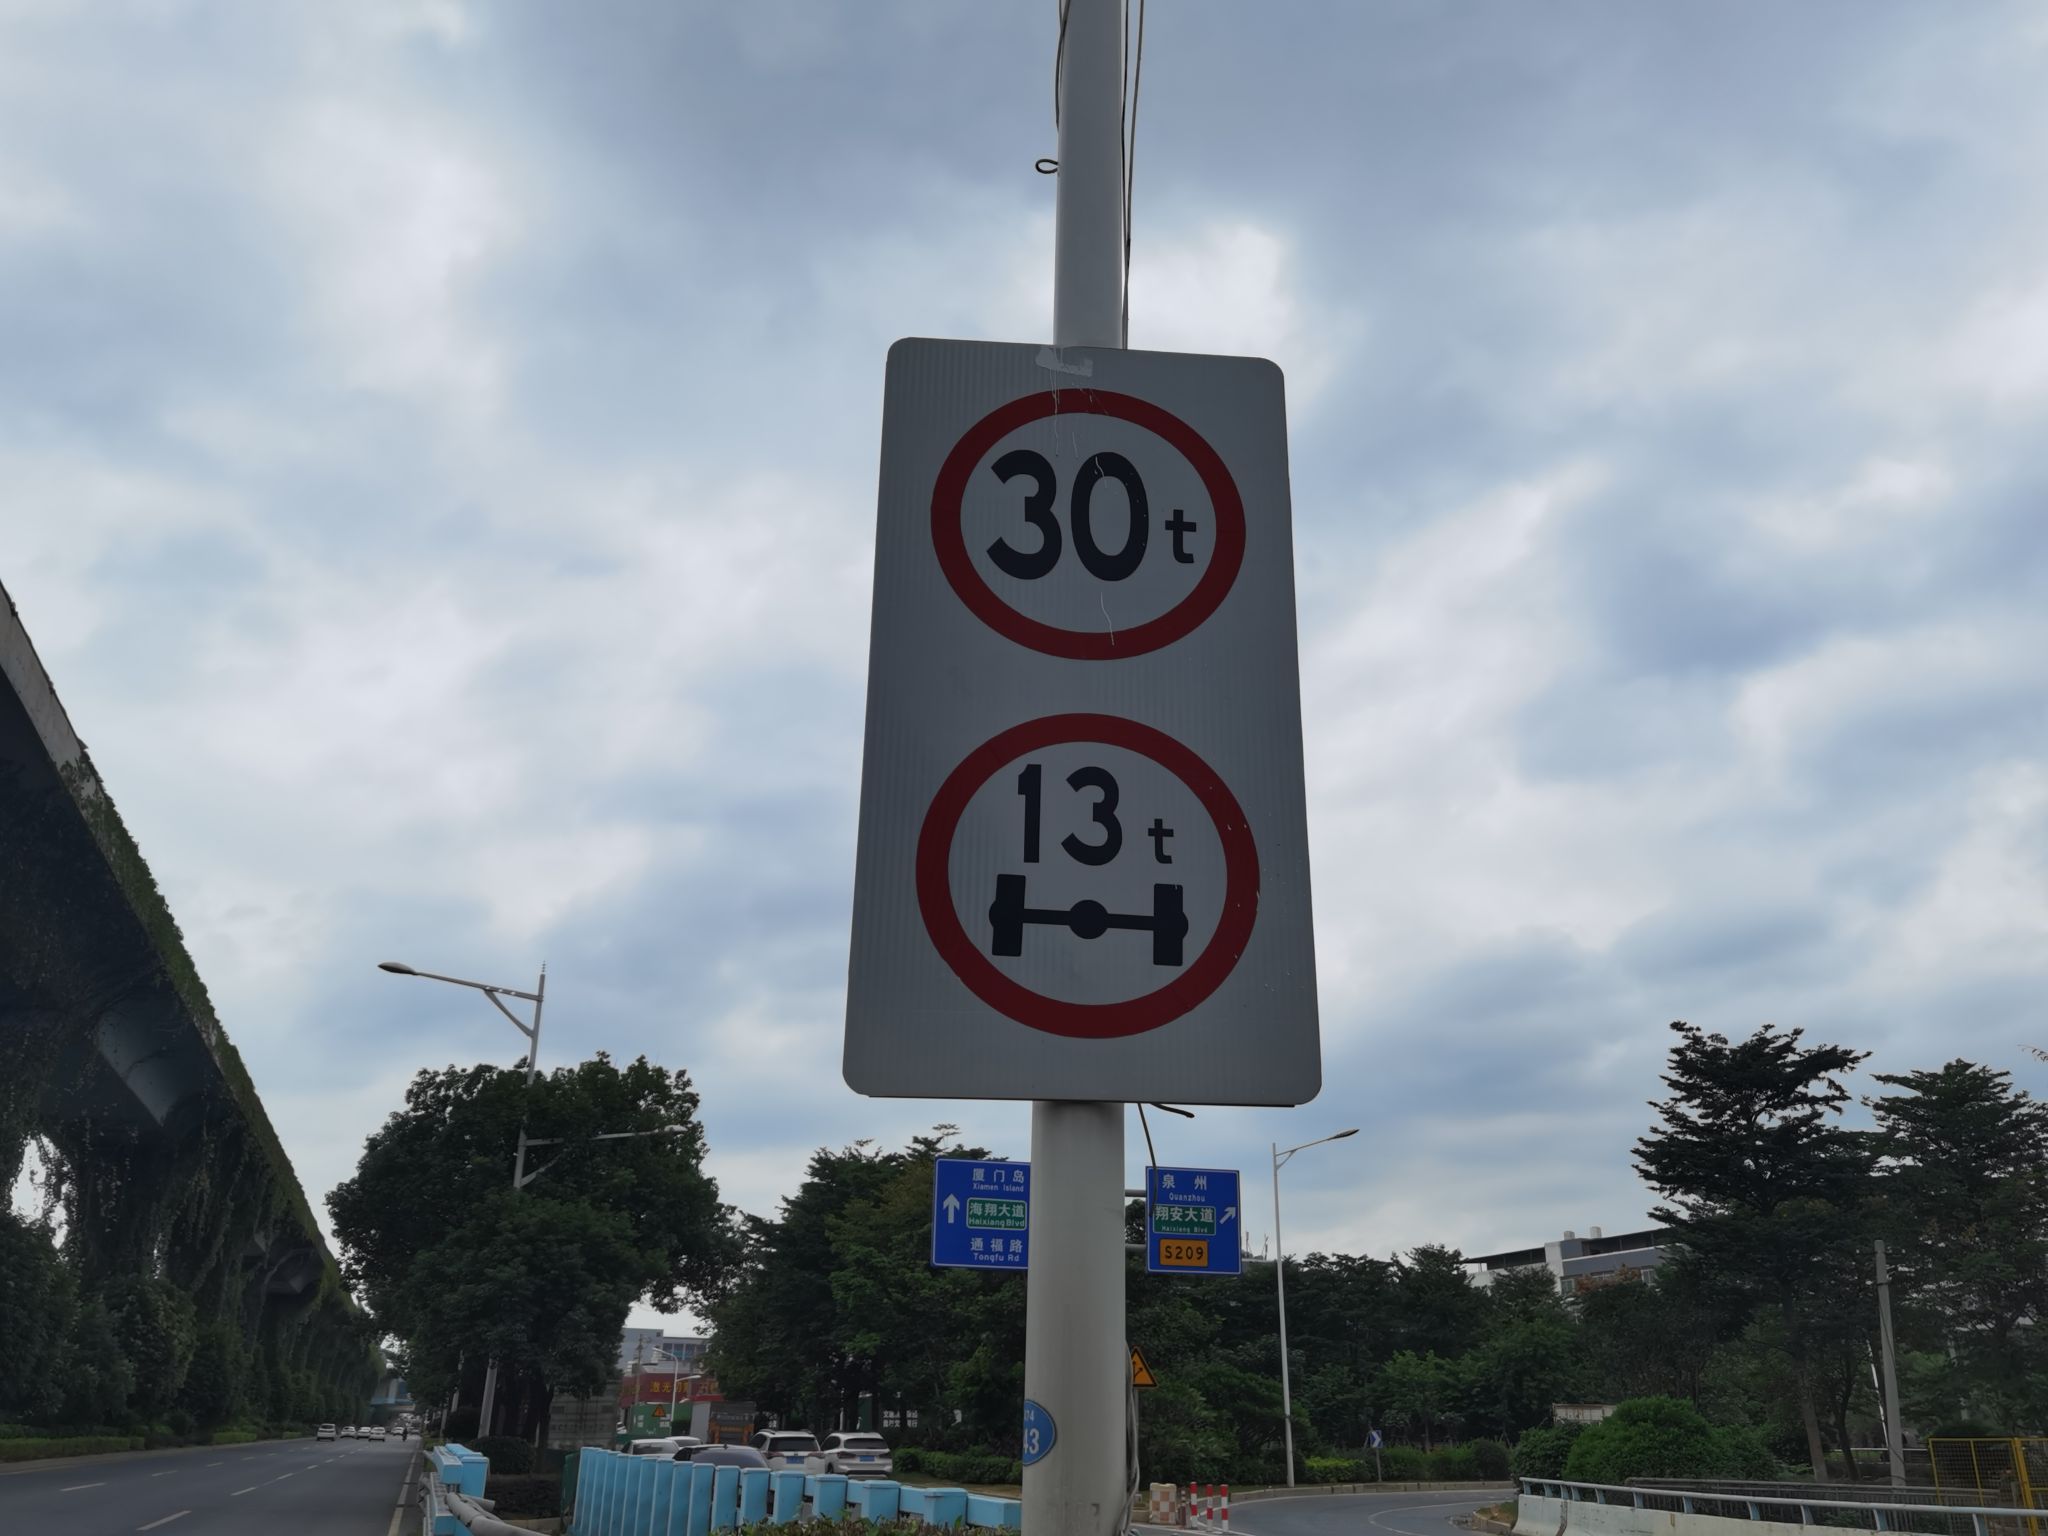 30t
13t
厦门岛
Xiamen Island
海翔大道
Haixiang Blvd
通福路
Tongfu Rd
泉州
Quanzhou
翔安大道
Haixiang Blvd
S209
43